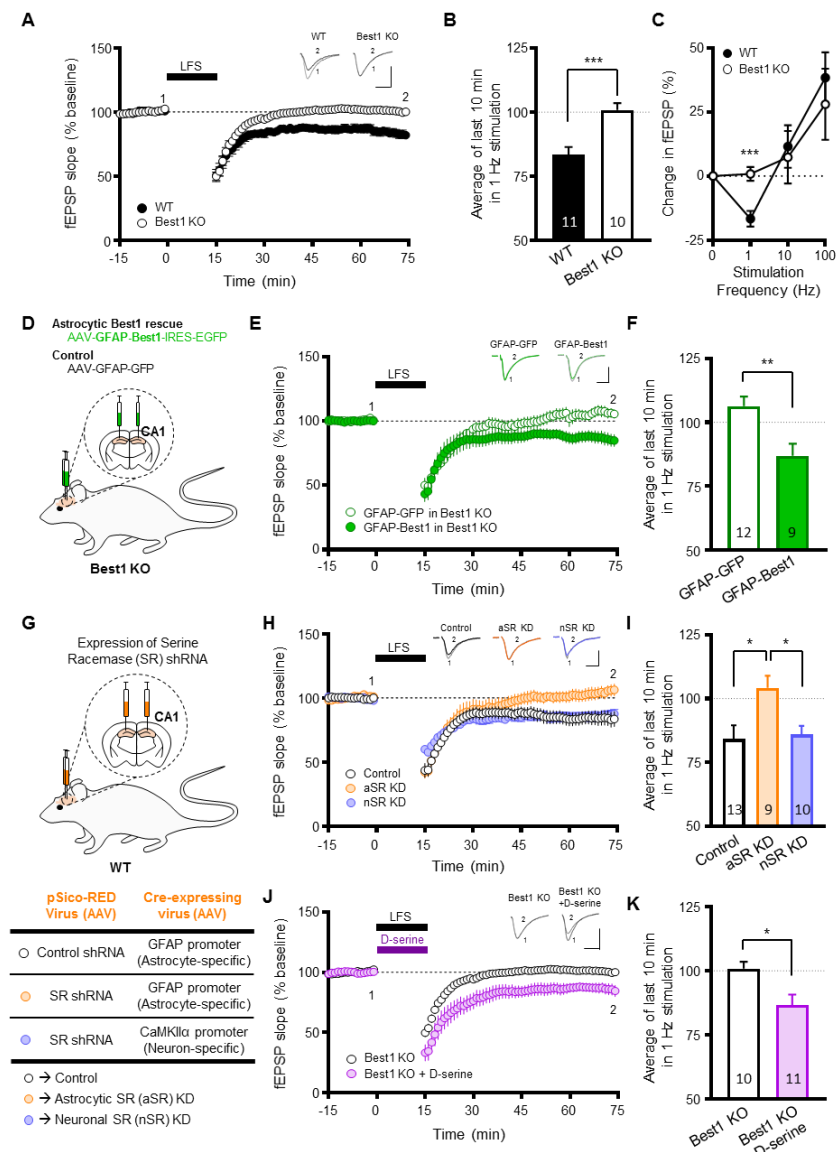 A
WT
Best1 KO
2
1
2
1
LFS
150
100
50
0
1
2
fEPSP slope (% baseline)
WT
Best1 KO
-15
0
15
30
45
60
75
Time (min)
B
125
100
75
50
Average of last 10 min
in 1 Hz stimulation
***
11
10
WT
Best1 KO
C
WT
Best1 KO
50
25
0
-25
Change in fEPSP (%)
***
0
1
10
100
Stimulation
Frequency (Hz)
D
Astrocytic Best1 rescue
AAV-GFAP-Best1-IRES-EGFP
Control
AAV-GFAP-GFP
CA1
Best1 KO
E
GFAP-GFP
GFAP-Best1
2
1
2
1
LFS
150
100
50
0
1
2
fEPSP slope (% baseline)
GFAP-GFP in Best1 KO
GFAP-Best1 in Best1 KO
-15
0
15
30
45
60
75
Time (min)
F
125
100
75
50
Average of last 10 min
in 1 Hz stimulation
**
12
9
GFAP-GFP
GFAP-Best1
G
Expression of Serine
Racemase (SR) shRNA
CA1
WT
pSico-RED
Virus (AAV)
Cre-expressing
virus (AAV)
Control shRNA
GFAP promoter
(Astrocyte-specific)
SR shRNA
GFAP promoter
(Astrocyte-specific)
SR shRNA
CaMKIIα promoter
(Neuron-specific)
→ Control
→ Astrocytic SR (aSR) KD
→ Neuronal SR (nSR) KD
H
Control
aSR KD
nSR KD
2
1
2
1
2
1
LFS
150
100
50
0
1
2
fEPSP slope (% baseline)
Control
aSR KD
nSR KD
-15
0
15
30
45
60
75
Time (min)
I
125
100
75
50
Average of last 10 min
in 1 Hz stimulation
*
*
13
9
10
Control
aSR KD
nSR KD
J
Best1 KO
Best1 KO
+D-serine
2
1
2
1
LFS
D-serine
150
100
50
0
1
2
fEPSP slope (% baseline)
Best1 KO
Best1 KO + D-serine
-15
0
15
30
45
60
75
Time (min)
K
125
100
75
50
Average of last 10 min
in 1 Hz stimulation
*
10
11
Best1 KO
Best1 KO
D-serine